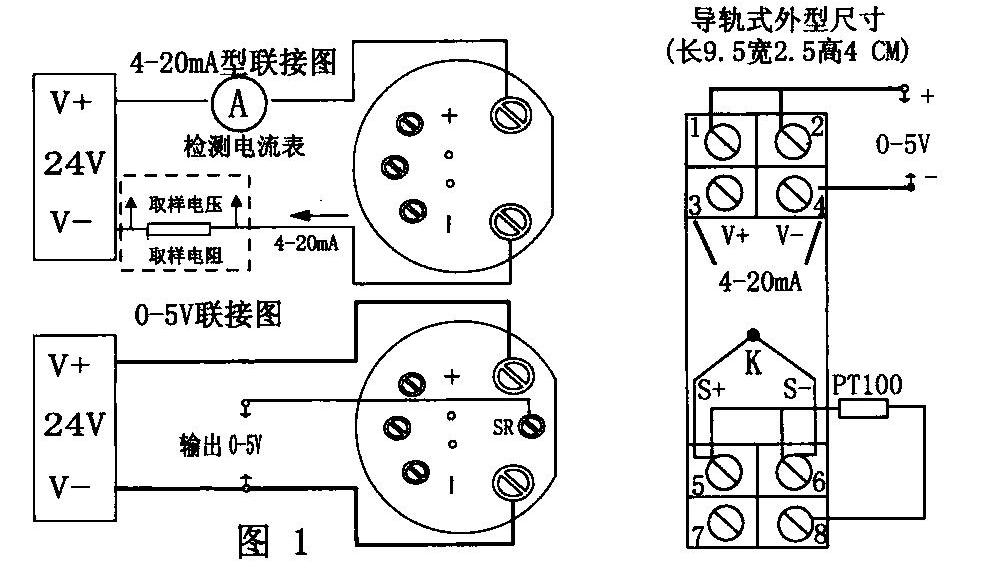 4-20mA型联接图
V+
24V
V-
A
检测电流表
取样电压
取样电阻
4-20mA
+
-
0-5V联接图
V+
24V
V-
输出 0-5V
+
SR
-
图 1
导轨式外型尺寸
(长9.5宽2.5高4 CM)
1
2
3
4
+
0-5V
-
V+
V-
4-20mA
K
S+
S-
PT100
5
6
7
8